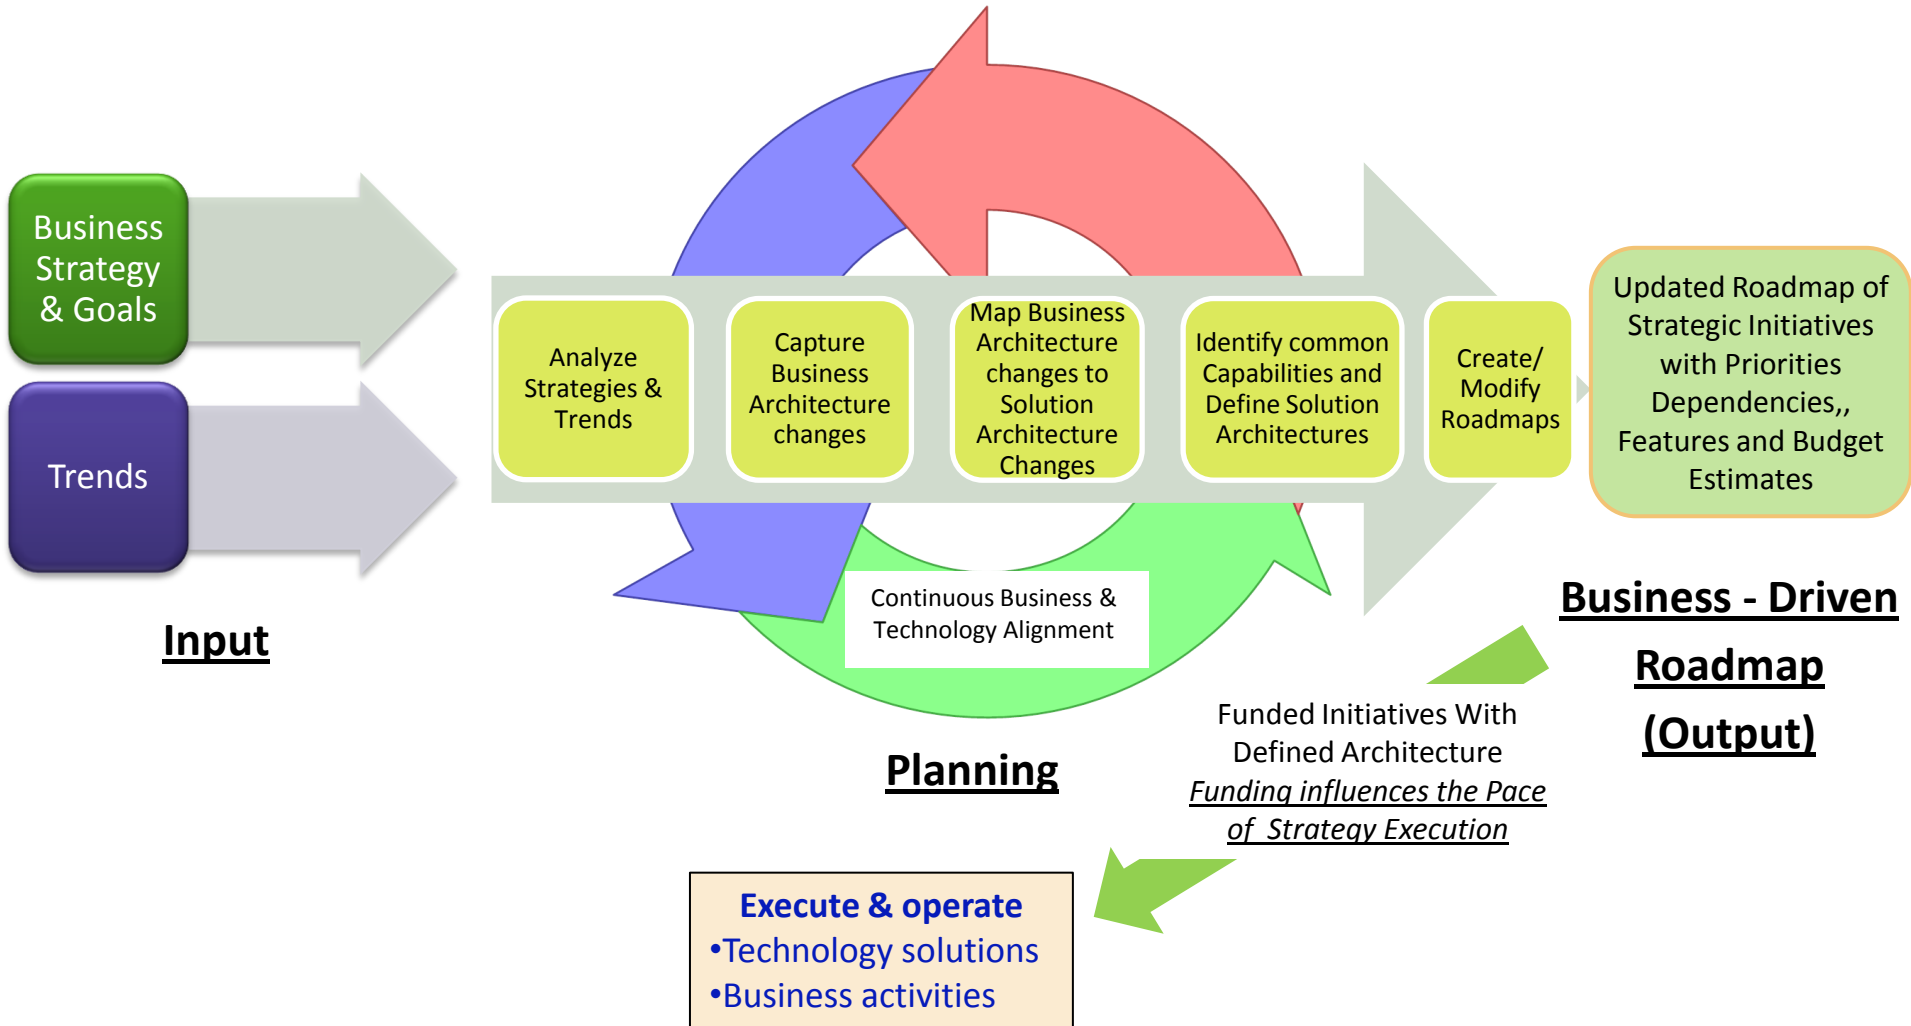 Business
Strategy
& Goals
Trends
Input
Analyze
Strategies &
Trends
Capture
Business
Architecture
changes
Map Business
Architecture
changes to
Solution
Architecture
Changes
Identify common
Capabilities and
Define Solution
Architectures
Create/
Modify
Roadmaps
Continuous Business &
Technology Alignment
Planning
Updated Roadmap of
Strategic Initiatives
with Priorities
Dependencies,,
Features and Budget
Estimates
Business - Driven
Roadmap
(Output)
Funded Initiatives With
Defined Architecture
Funding influences the Pace
of Strategy Execution
Execute & operate
•Technology solutions
•Business activities